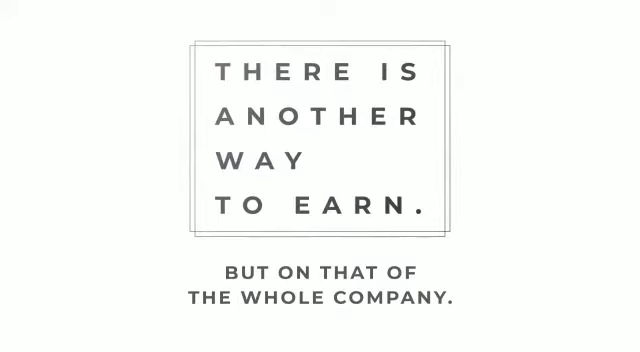 THERE IS
ANOTHER
WAY
TO EARN.
BUT ON THAT OF
THE WHOLE COMPANY.